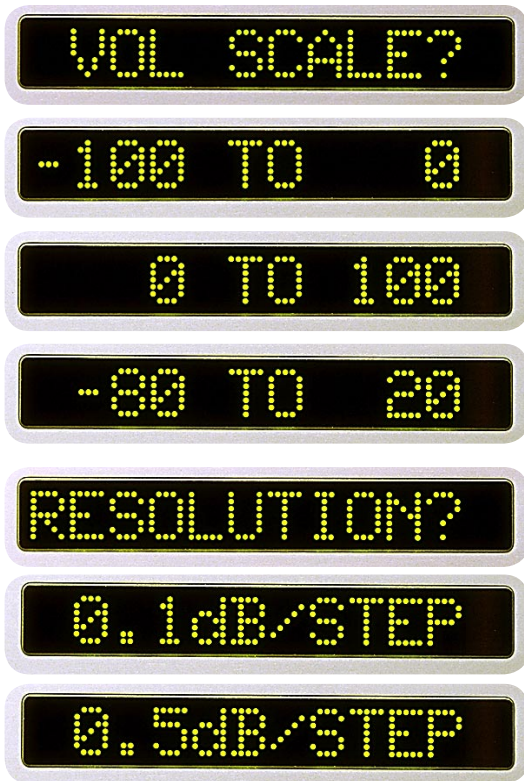 VOL SCALE?
-100 TO 0
0 TO 100
-80 TO 20
RESOLUTION?
0.1dB/STEP
0.5dB/STEP